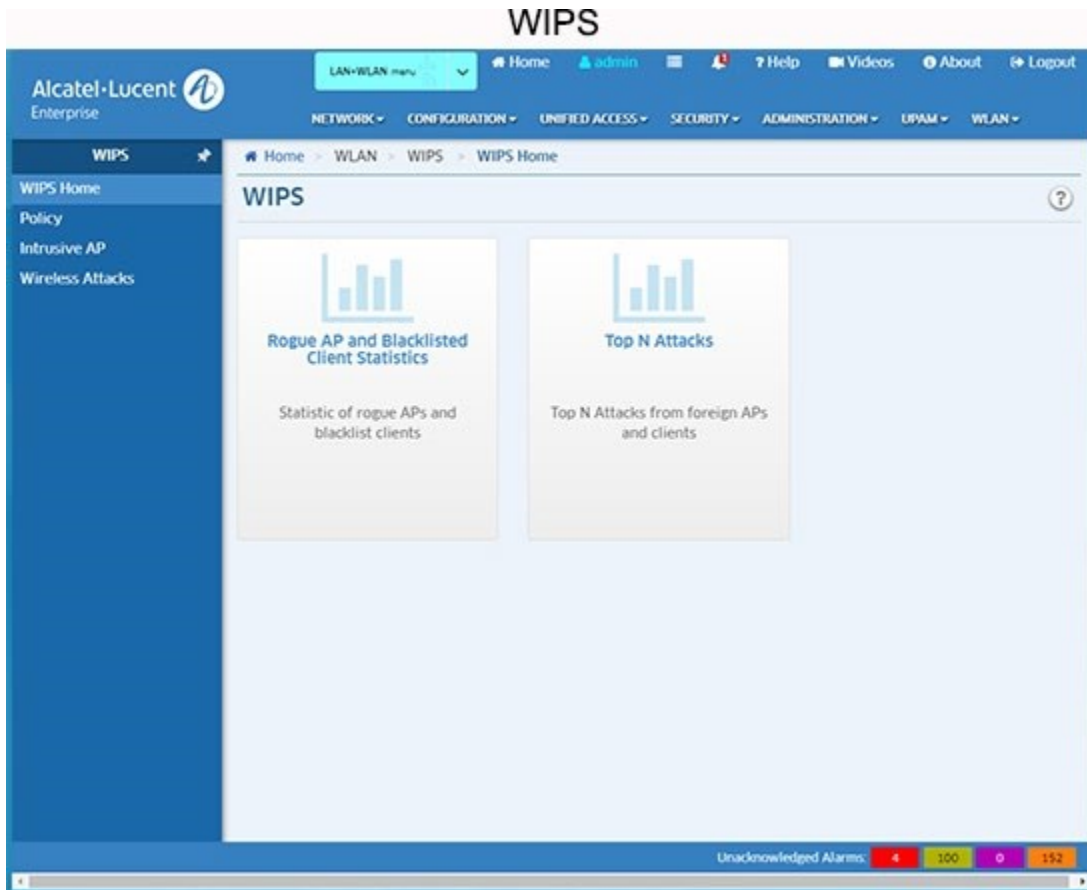 WIPS
Alcatel·Lucent
Enterprise
LAN+WLAN menu
Home admin ? Help Videos About Logout
NETWORK CONFIGURATION UNIFIED ACCESS SECURITY ADMINISTRATION UPAM WLAN
WIPS
Home > WLAN > WIPS > WIPS Home
WIPS Home
Policy
Intrusive AP
Wireless Attacks
WIPS
?
Rogue AP and Blacklisted
Client Statistics
Statistic of rogue APs and
blacklist clients
Top N Attacks
Top N Attacks from foreign APs
and clients
Unacknowledged Alarms: 4 100 0 152